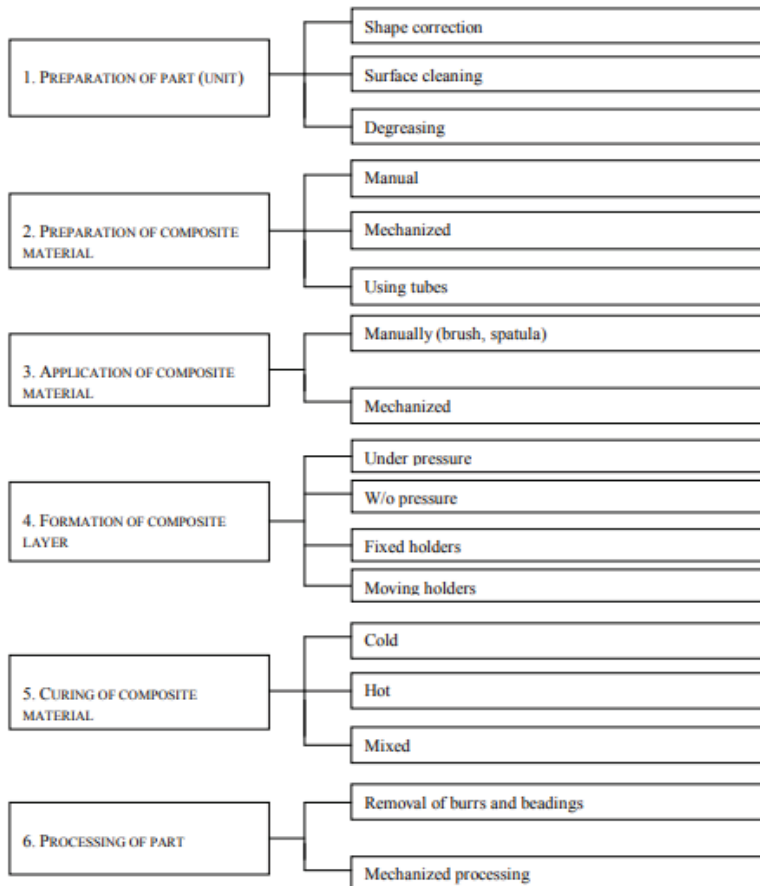 Shape correction
1. PREPARATION OF PART (UNIT)
Surface cleaning
Degreasing
Manual
2. PREPARATION OF COMPOSITE
MATERIAL
Mechanized
Using tubes
Manually (brush, spatula)
3. APPLICATION OF COMPOSITE
MATERIAL
Mechanized
Under pressure
W/o pressure
4. FORMATION OF COMPOSITE
LAYER
Fixed holders
Moving holders
Cold
5. CURING OF COMPOSITE
MATERIAL
Hot
Mixed
Removal of burrs and beadings
6. PROCESSING OF PART
Mechanized processing